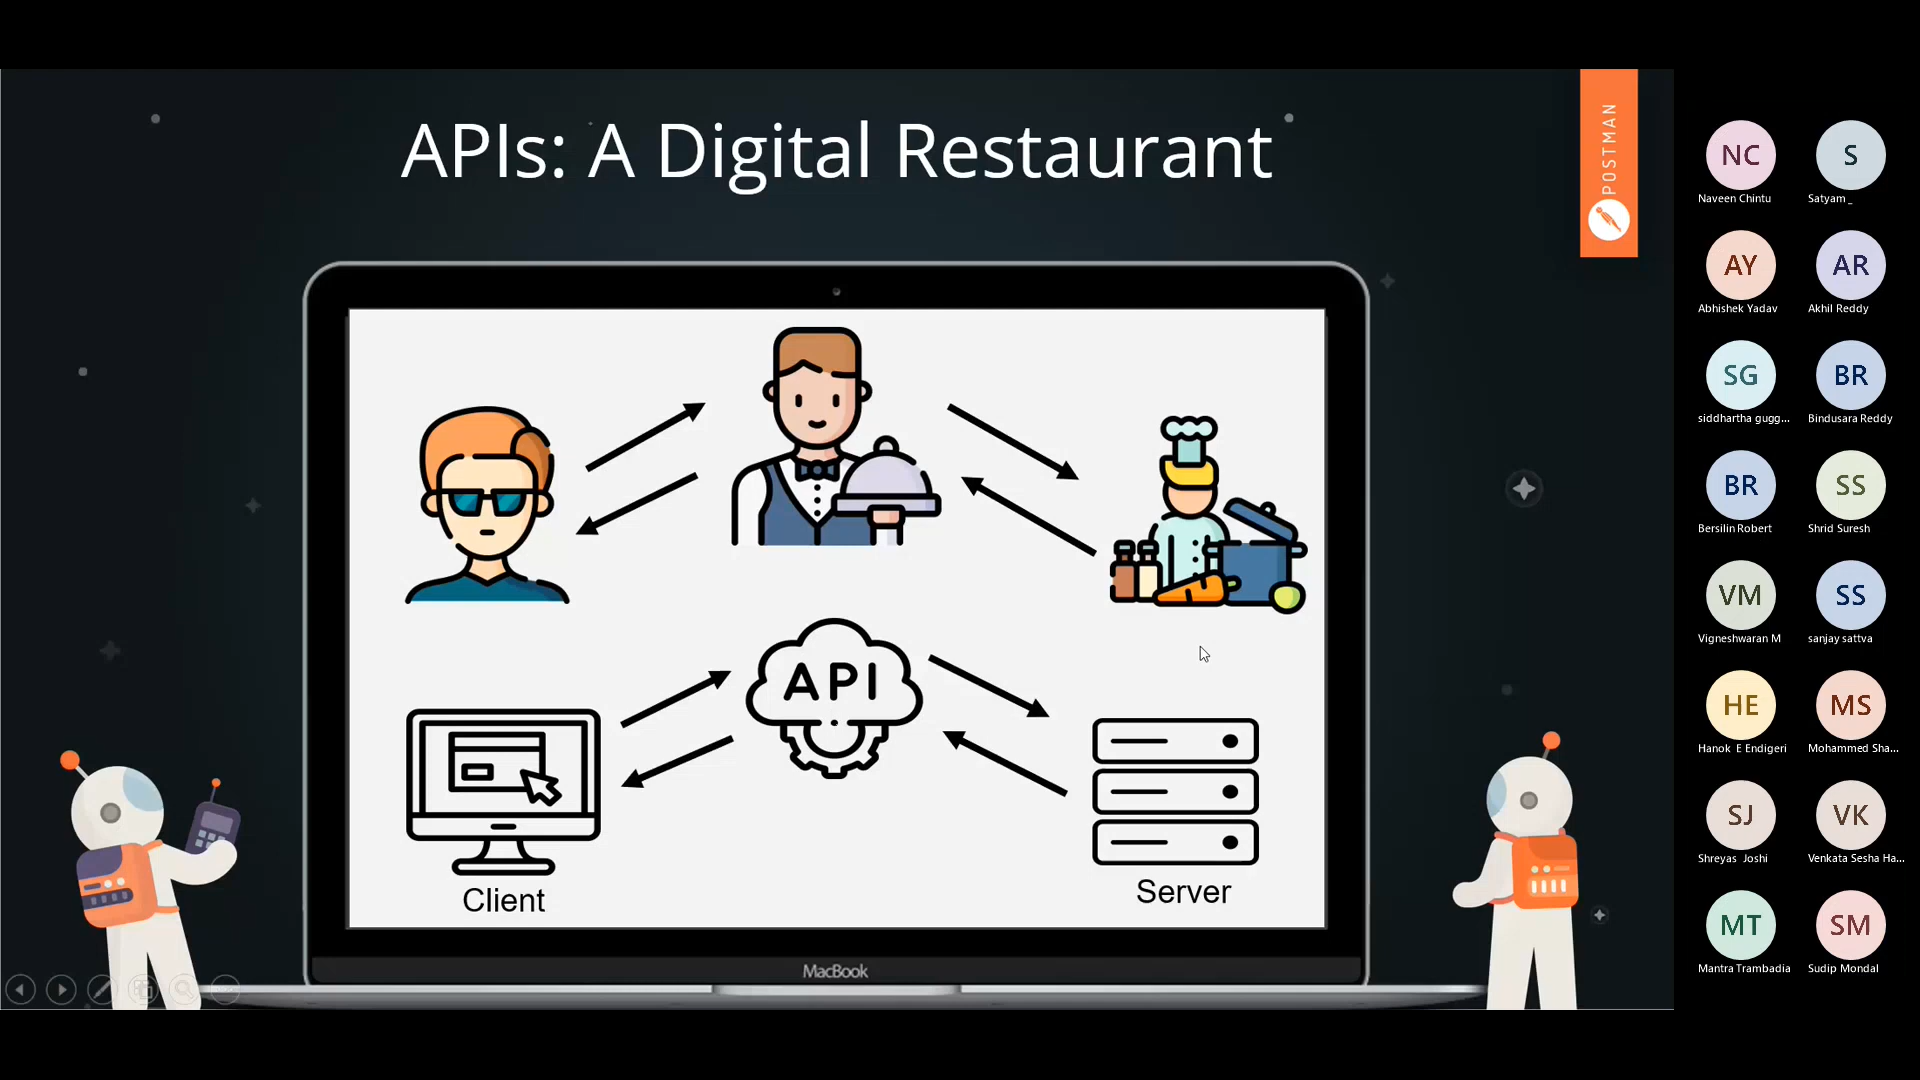 APIs: A Digital Restaurant
POSTMAN
API
Client
Server
MacBook
NC
Naveen Chintu
S
Satyam _
AY
Abhishek Yadav
AR
Akhil Reddy
SG
siddhartha gugg...
BR
Bindusara Reddy
BR
Bersilin Robert
SS
Shrid Suresh
VM
Vigneshwaran M
SS
sanjay sattva
HE
Hanok E Endigeri
MS
Mohammed Sha...
SJ
Shreyas Joshi
VK
Venkata Sesha Ha...
MT
Mantra Trambadia
SM
Sudip Mondal